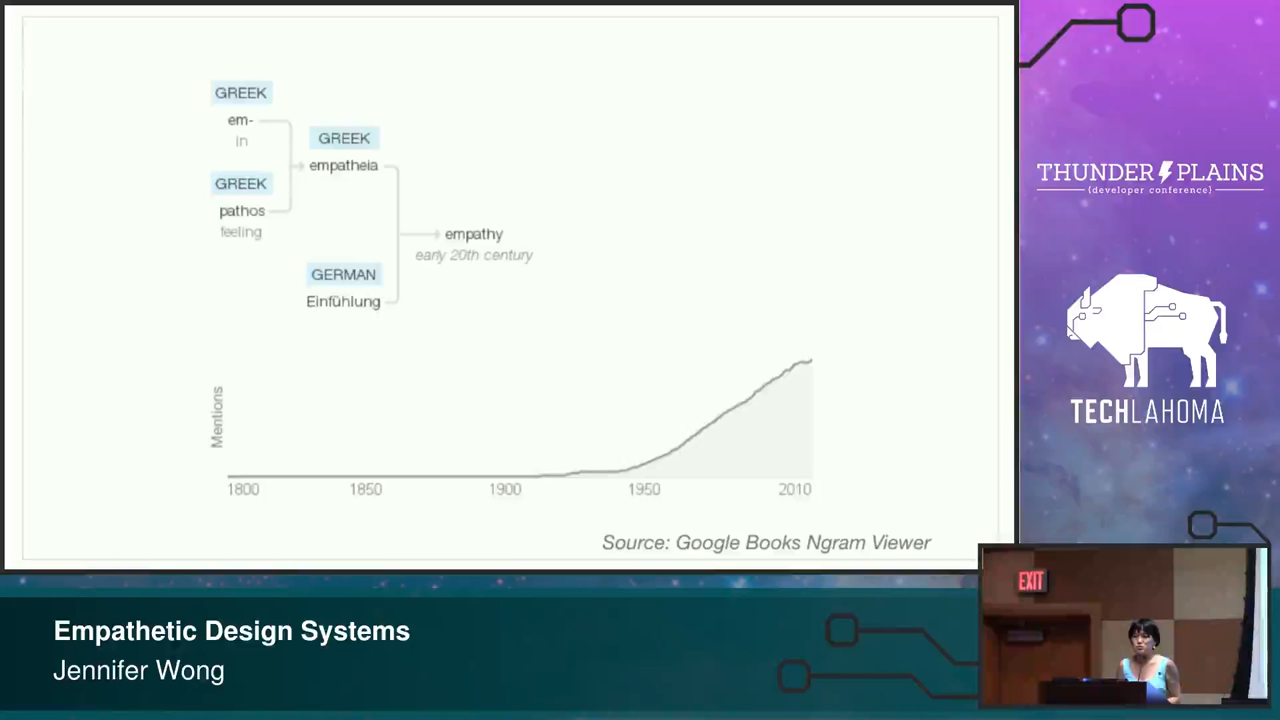 GREEK
em-
in
GREEK
pathos
feeling
GREEK
empatheia
GERMAN
Einfühlung
empathy
early 20th century
Mentions
1800 1850 1900 1950 2010
Source: Google Books Ngram Viewer
THUNDER PLAINS
{developer conference}
TECHLAHOMA
EXIT
Empathetic Design Systems
Jennifer Wong